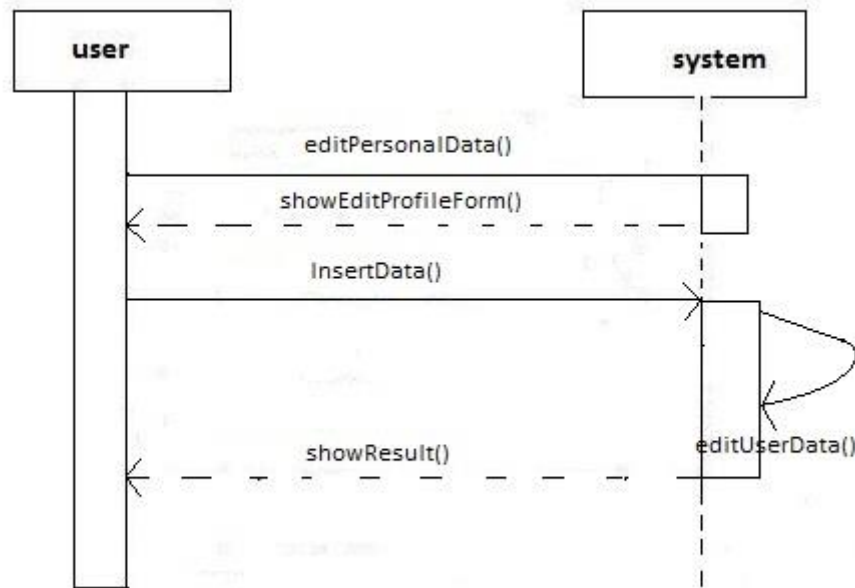 user
system
editPersonalData()
showEditProfileForm()
InsertData()
editUserData()
showResult()